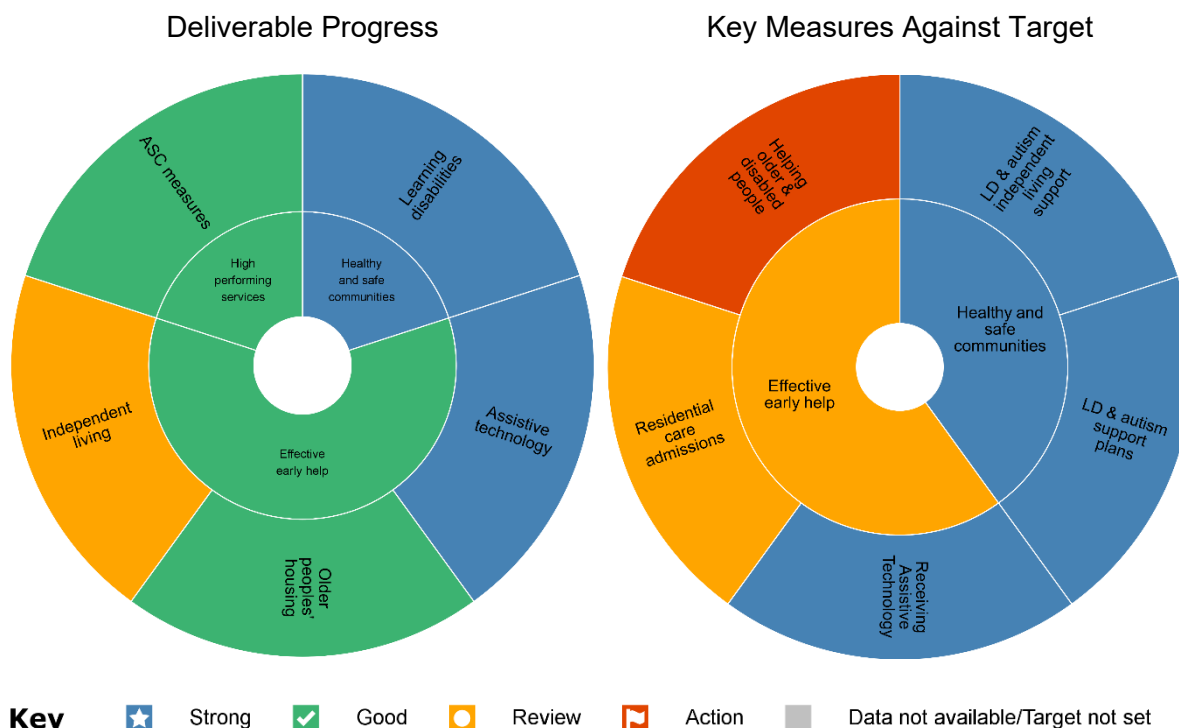 Deliverable Progress
Key Measures Against Target
ASC measures
Learning
disabilities
High
performing
services
Healthy
and safe
communities
Independent
living
Effective
early help
Assistive
technology
Older
peoples'
housing
Helping
older &
disabled
people
LD & autism
independent
living
support
Healthy and
safe
communities
Effective
early help
Residential
care
admissions
LD & autism
support
plans
Receiving
Assistive
Technology
Key
Strong
Good
Review
Action
Data not available/Target not set